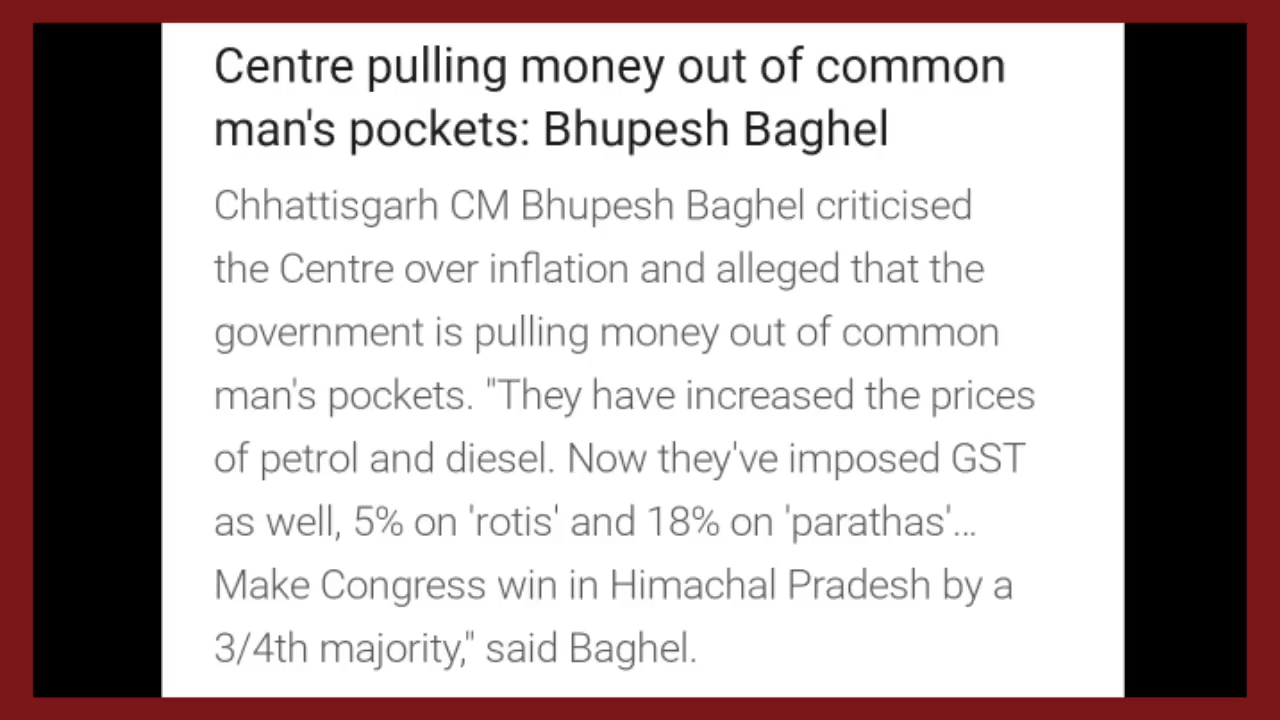 Centre pulling money out of common
man's pockets: Bhupesh Baghel
Chhattisgarh CM Bhupesh Baghel criticised
the Centre over inflation and alleged that the
government is pulling money out of common
man's pockets. "They have increased the prices
of petrol and diesel. Now they've imposed GST
as well, 5% on 'rotis' and 18% on 'parathas'...
Make Congress win in Himachal Pradesh by a
3/4th majority," said Baghel.